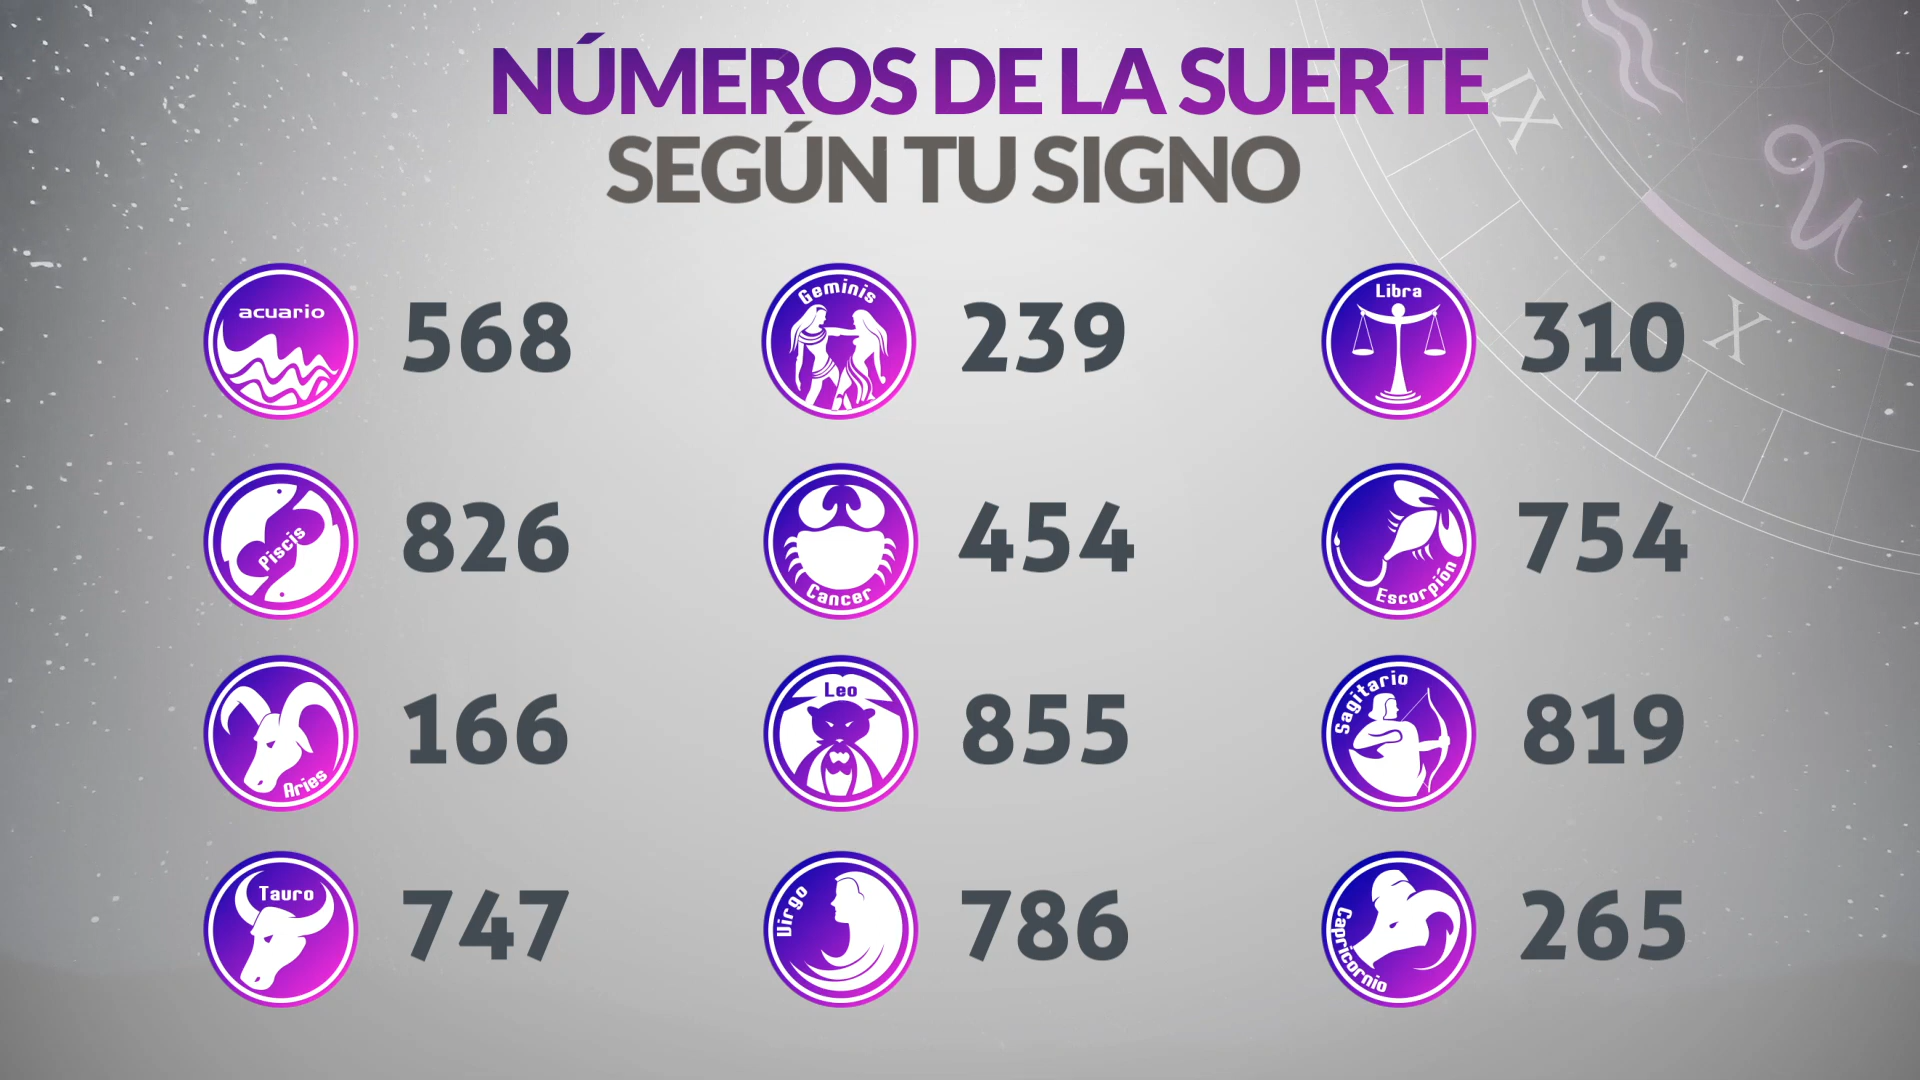 NÚMEROS DE LA SUERTE
SEGÚN TU SIGNO
acuario 568
Geminis 239
Libra 310
Piscis 826
Cancer 454
Escorpión 754
Aries 166
Leo 855
Sagitario 819
Tauro 747
Virgo 786
Capricornio 265
IX
X